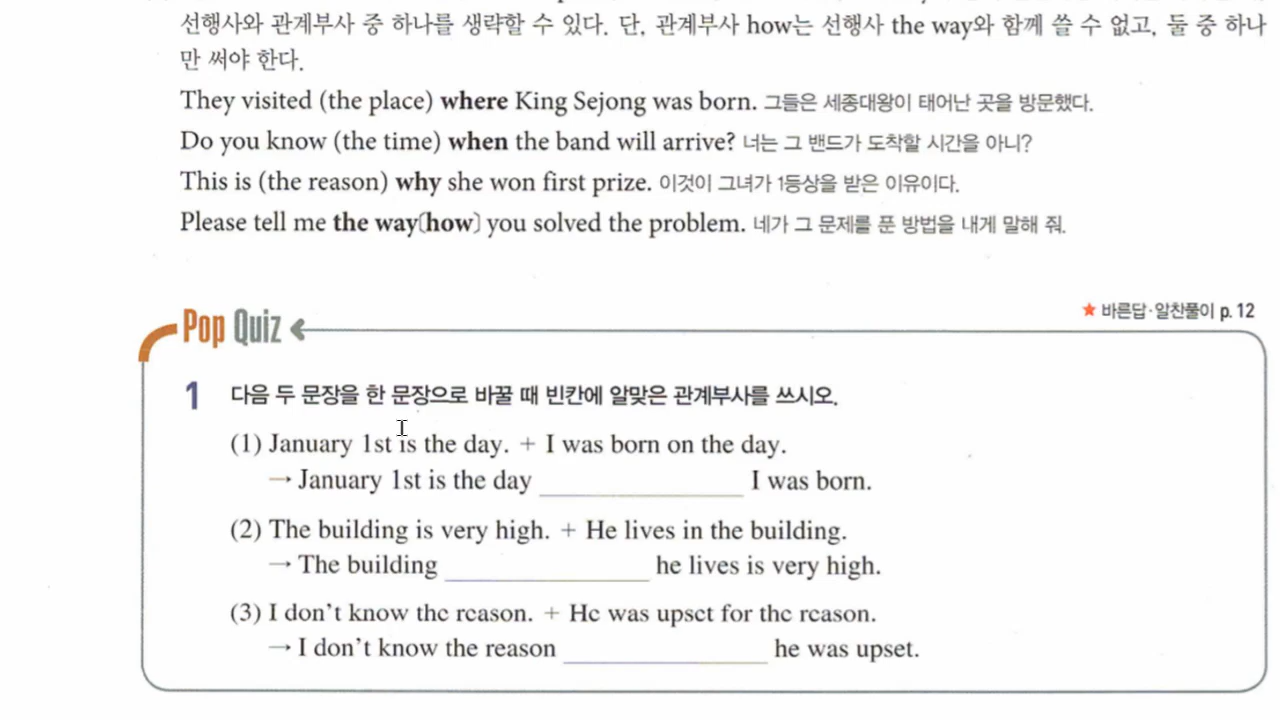 선행사와 관계부사 중 하나를 생략할 수 있다. 단, 관계부사 how는 선행사 the way와 함께 쓸 수 없고, 둘 중 하나
만 써야 한다.
They visited (the place) where King Sejong was born. 그들은 세종대왕이 태어난 곳을 방문했다.
Do you know (the time) when the band will arrive? 너는 그 밴드가 도착할 시간을 아니?
This is (the reason) why she won first prize. 이것이 그녀가 1등상을 받은 이유이다.
Please tell me the way[how] you solved the problem. 네가 그 문제를 푼 방법을 내게 말해 줘.
★ 바른답·알찬풀이 p. 12
Pop Quiz
1 다음 두 문장을 한 문장으로 바꿀 때 빈칸에 알맞은 관계부사를 쓰시오.
(1) January 1st is the day. + I was born on the day.
→ January 1st is the day ____________ I was born.
(2) The building is very high. + He lives in the building.
→ The building ____________ he lives is very high.
(3) I don't know the reason. + He was upset for the reason.
→ I don't know the reason ____________ he was upset.